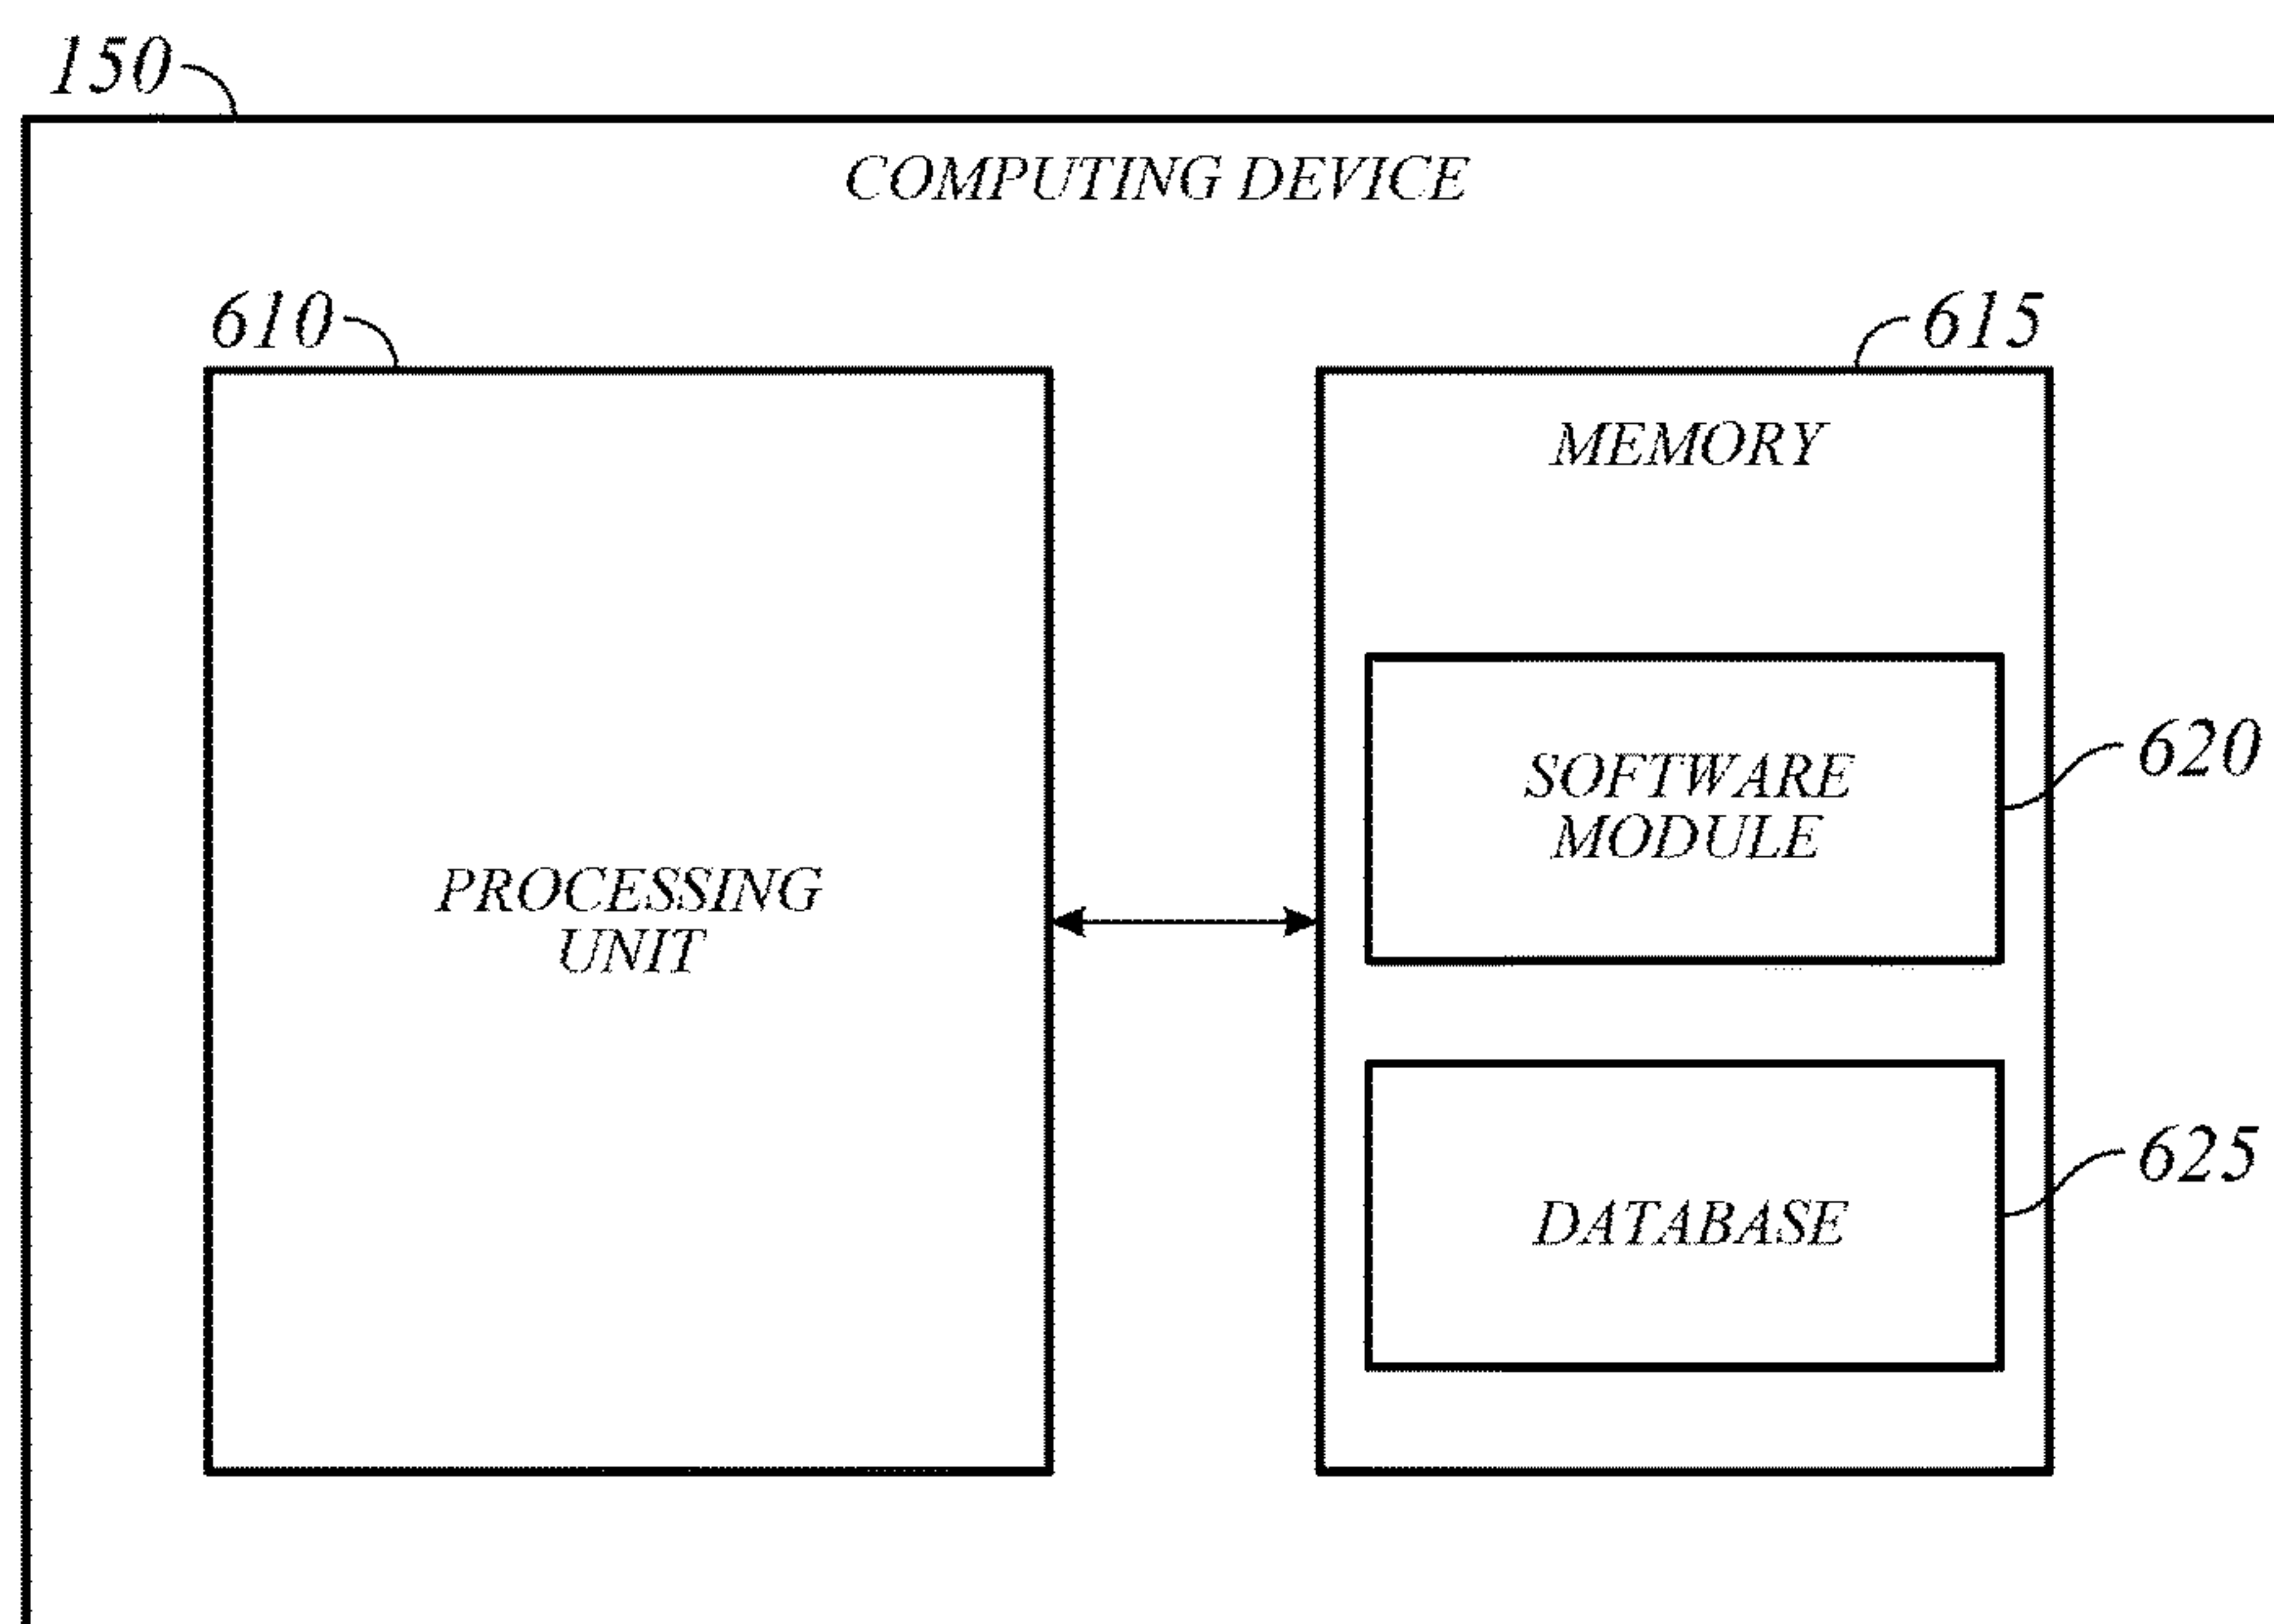 150
COMPUTING DEVICE
610
615
MEMORY
SOFTWARE
MODULE
620
PROCESSING
UNIT
625
DATABASE